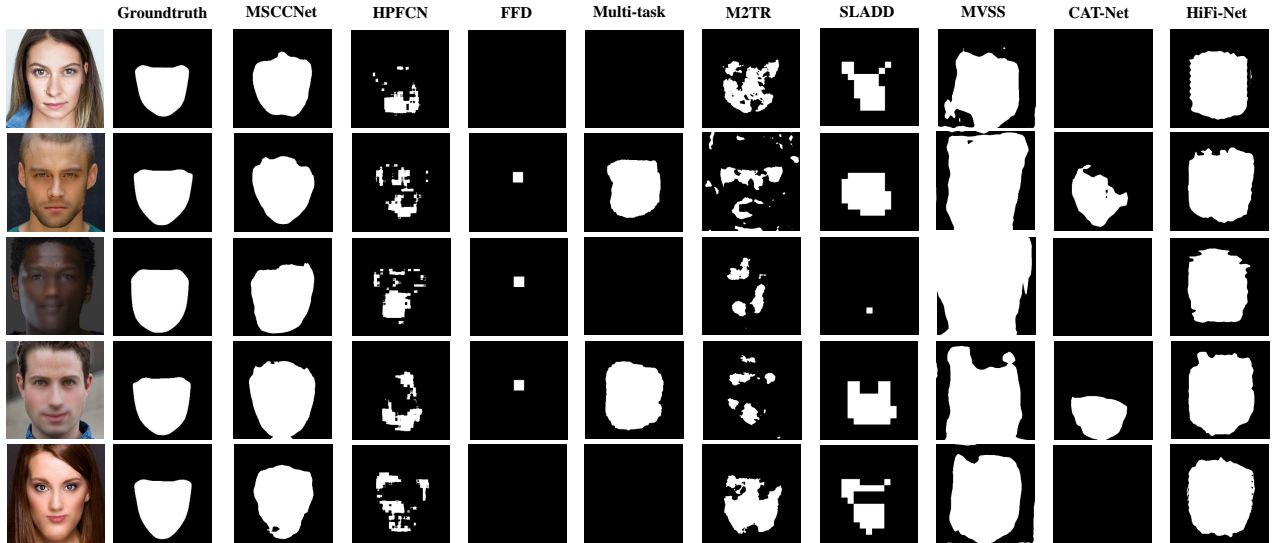 Groundtruth MSCCNet HPFCN FFD Multi-task M2TR SLADD MVSS CAT-Net HiFi-Net